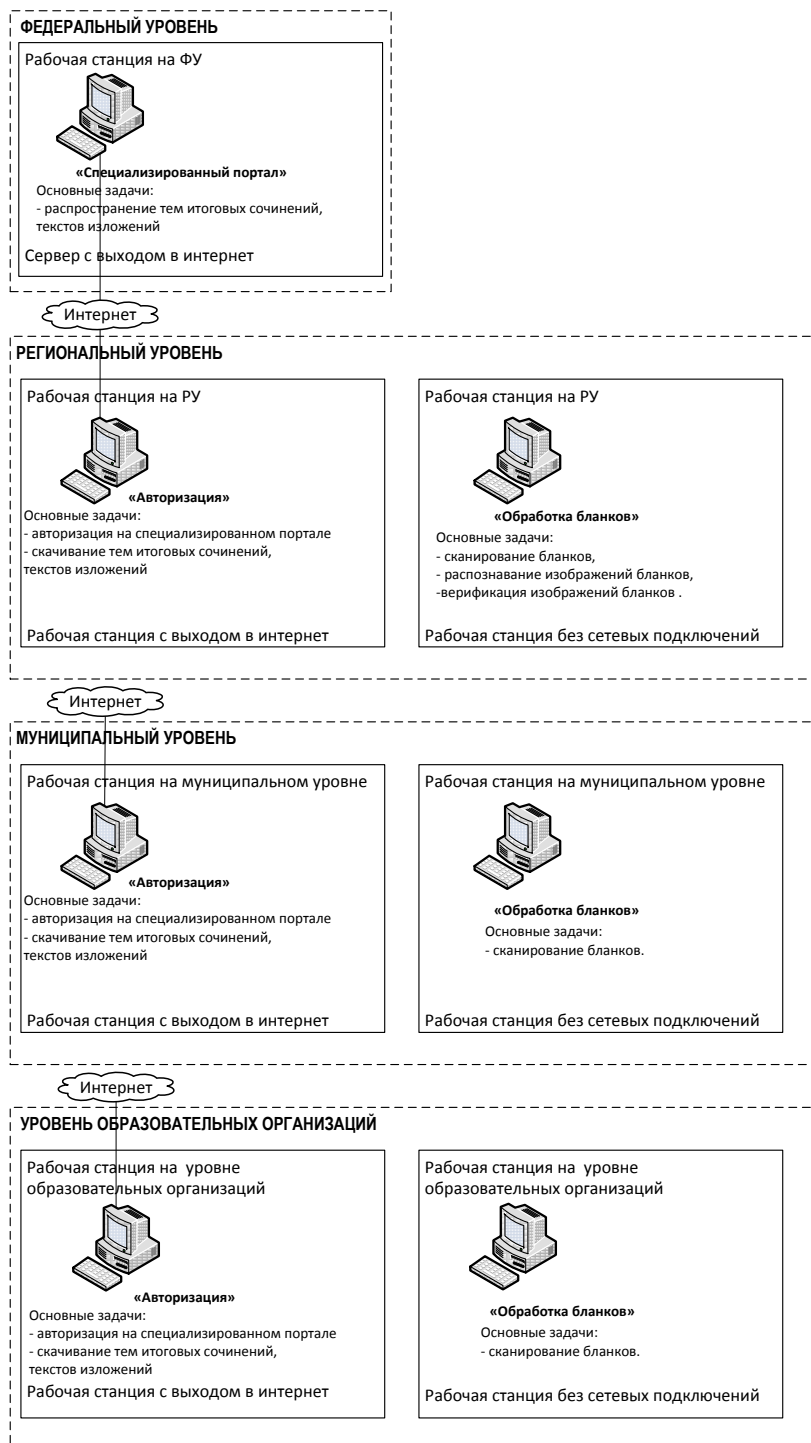 ФЕДЕРАЛЬНЫЙ УРОВЕНЬ
Рабочая станция на ФУ
«Специализированный портал»
Основные задачи:
- распространение тем итоговых сочинений,
текстов изложений
Сервер с выходом в интернет
Интернет
РЕГИОНАЛЬНЫЙ УРОВЕНЬ
Рабочая станция на РУ
«Авторизация»
Основные задачи:
- авторизация на специализированном портале
- скачивание тем итоговых сочинений,
текстов изложений
Рабочая станция с выходом в интернет
Рабочая станция на РУ
«Обработка бланков»
Основные задачи:
- сканирование бланков,
- распознавание изображений бланков,
-верификация изображений бланков .
Рабочая станция без сетевых подключений
Интернет
МУНИЦИПАЛЬНЫЙ УРОВЕНЬ
Рабочая станция на муниципальном уровне
«Авторизация»
Основные задачи:
- авторизация на специализированном портале
- скачивание тем итоговых сочинений,
текстов изложений
Рабочая станция с выходом в интернет
Рабочая станция на муниципальном уровне
«Обработка бланков»
Основные задачи:
- сканирование бланков.
Рабочая станция без сетевых подключений
Интернет
УРОВЕНЬ ОБРАЗОВАТЕЛЬНЫХ ОРГАНИЗАЦИЙ
Рабочая станция на уровне
образовательных организаций
«Авторизация»
Основные задачи:
- авторизация на специализированном портале
- скачивание тем итоговых сочинений,
текстов изложений
Рабочая станция с выходом в интернет
Рабочая станция на уровне
образовательных организаций
«Обработка бланков»
Основные задачи:
- сканирование бланков.
Рабочая станция без сетевых подключений